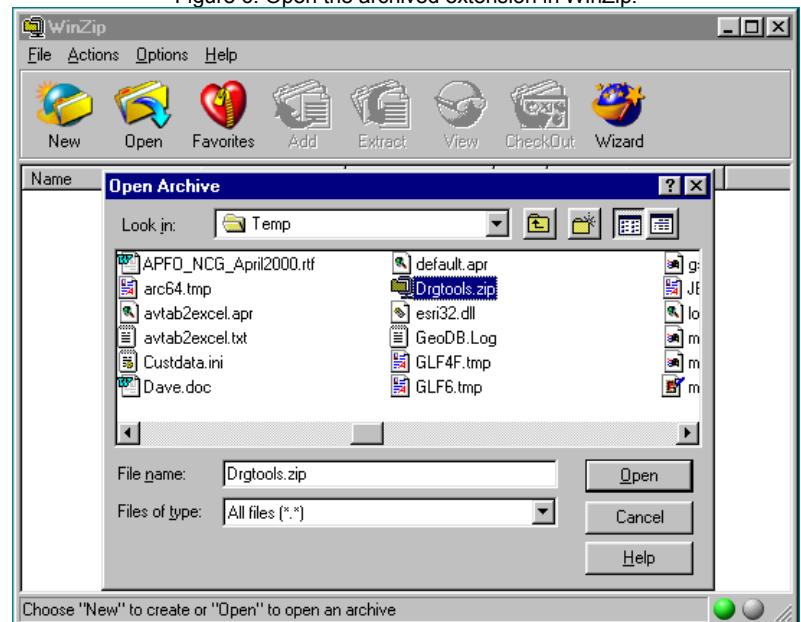 Figure 5. Open the archived extension in WinZip.
WinZip
File Actions Options Help
New Open Favorites Add Extract View CheckOut Wizard
Name
Open Archive
Look in: Temp
APFO_NCG_April2000.rtf default.apr
arc64.tmp Drgtools.zip
avtab2excel.apr esri32.dll
avtab2excel.txt GeoDB.Log
Custdata.ini GLF4F.tmp
Dave.doc GLF6.tmp
File name: Drgtools.zip Open
Files of type: All files (*.*) Cancel
Help
Choose "New" to create or "Open" to open an archive